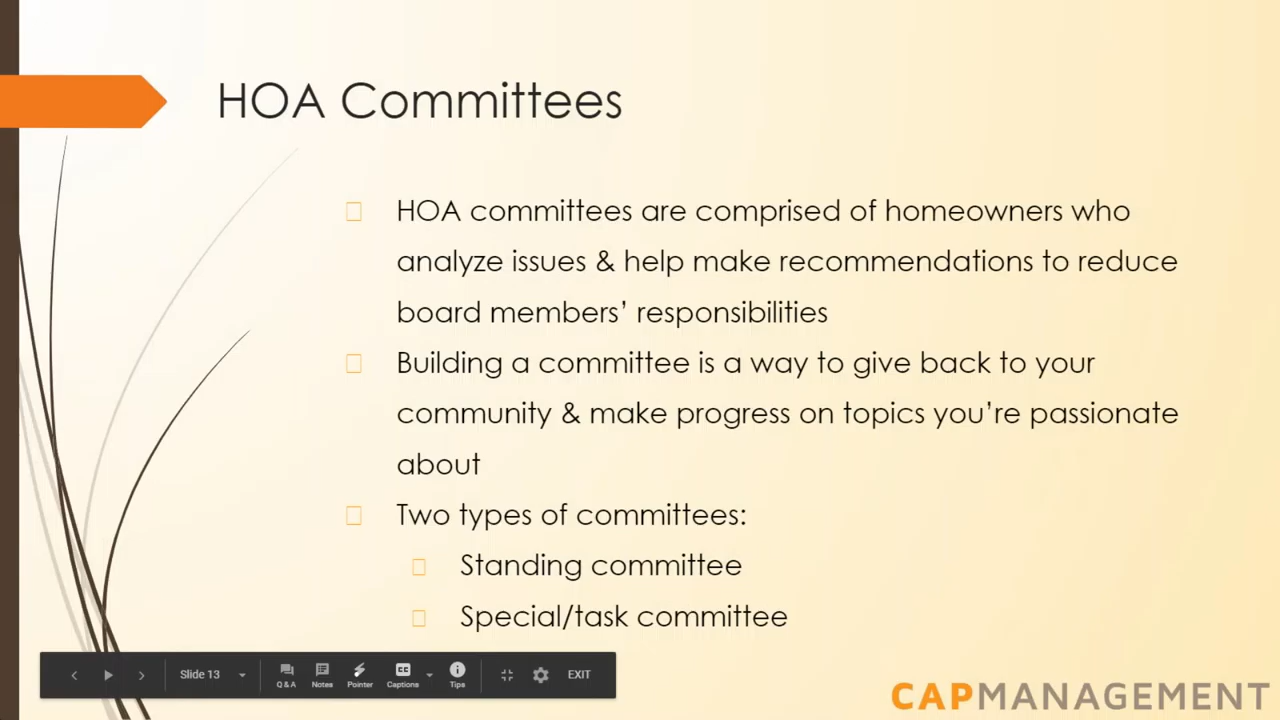 HOA Committees
HOA committees are comprised of homeowners who
analyze issues & help make recommendations to reduce
board members’ responsibilities
Building a committee is a way to give back to your
community & make progress on topics you’re passionate
about
Two types of committees:
Standing committee
Special/task committee
Slide 13
Q & A
Notes
Pointer
Captions
Tips
EXIT
CC
CAPMANAGEMENT